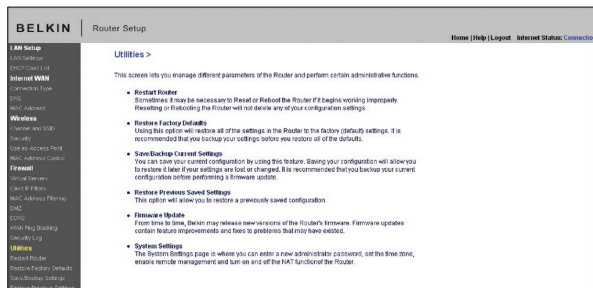 BELKIN
Router Setup
Home | Help | Logout Internet Status: Connectio
LAN Setup
LAN Settings
DHCP Client List
Internet WAN
Connection Type
DNS
MAC Address
Wireless
Channel and SSID
Security
Use as Access Point
MAC Address Control
Firewall
Virtual Servers
Client IP Filters
MAC Address Filtering
DMZ
DDNS
WAN Ping Blocking
Security Log
Utilities
Restart Router
Restore Factory Defaults
Save/Backup Settings
Restore Previous Settings
Utilities >
This screen lets you manage different parameters of the Router and perform certain administrative functions.
• Restart Router
Sometimes it may be necessary to Reset or Reboot the Router if it begins working improperly.
Resetting or Rebooting the Router will not delete any of your configuration settings.
• Restore Factory Defaults
Using this option will restore all of the settings in the Router to the factory (default) settings. It is
recommended that you backup your settings before you restore all of the defaults.
• Save/Backup Current Settings
You can save your current configuration by using this feature. Saving your configuration will allow you
to restore it later if your settings are lost or changed. It is recommended that you backup your current
configuration before performing a firmware update.
• Restore Previous Saved Settings
This option will allow you to restore a previously saved configuration.
• Firmware Update
From time to time, Belkin may release new versions of the Router's firmware. Firmware updates
contain feature improvements and fixes to problems that may have existed.
• System Settings
The System Settings page is where you can enter a new administrator password, set the time zone,
enable remote management and turn on and off the NAT function of the Router.